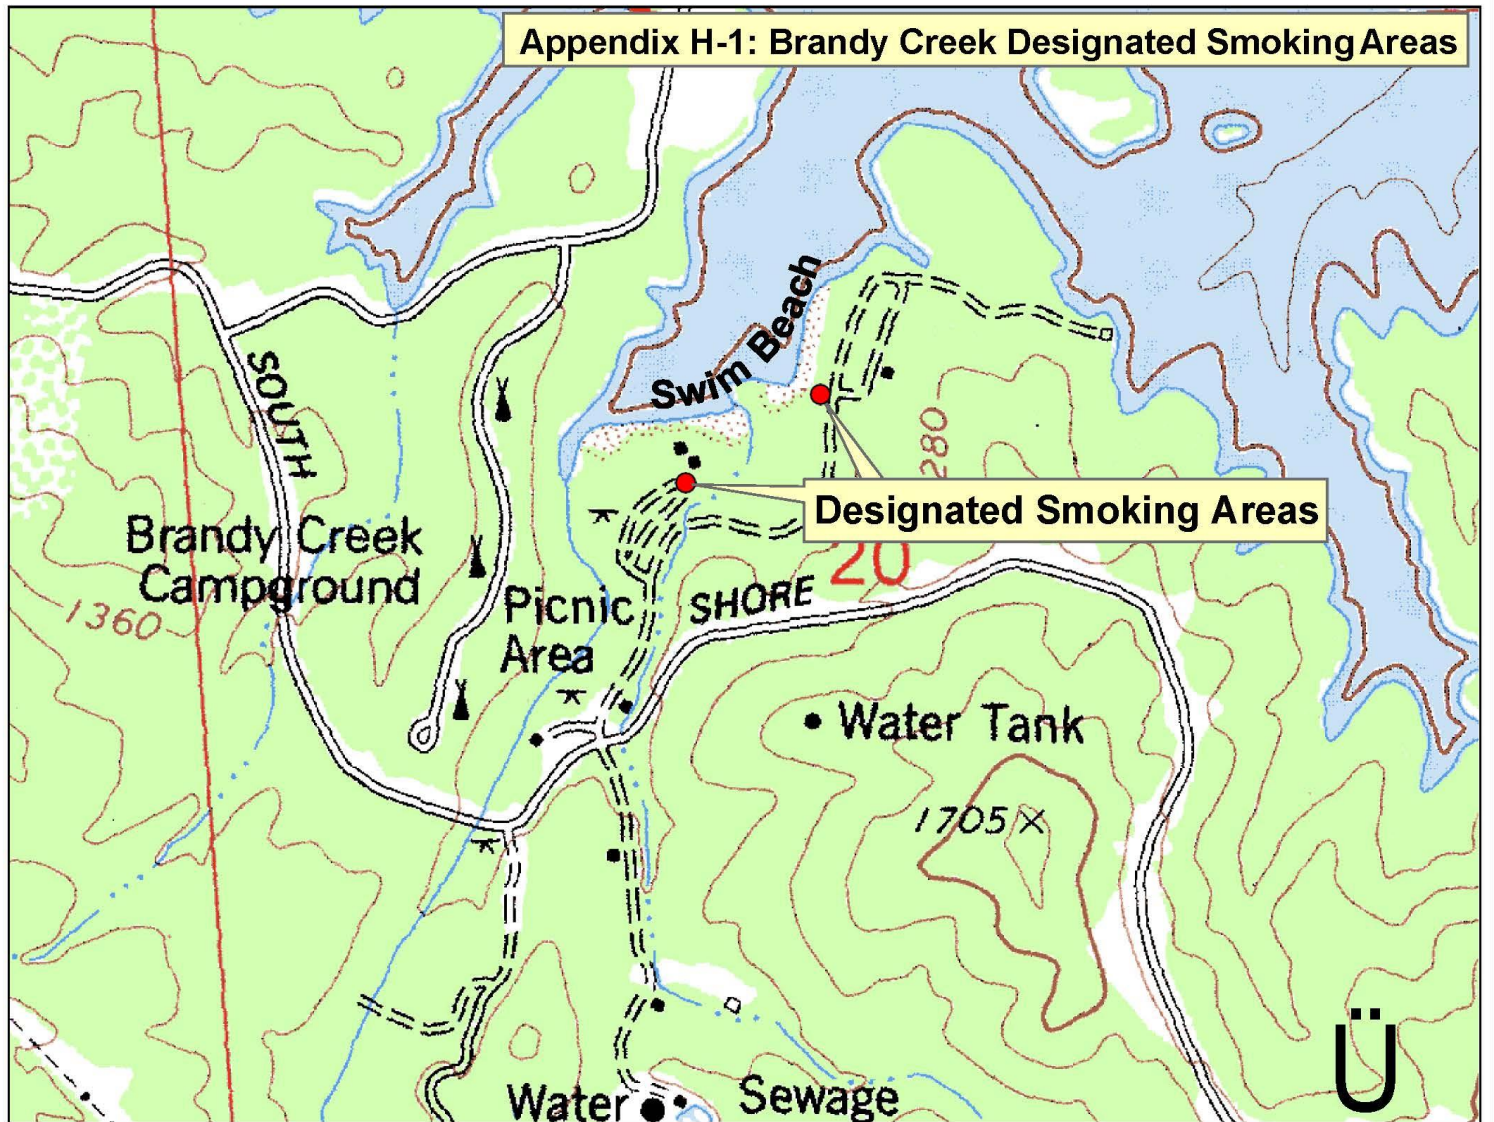 Appendix H-1: Brandy Creek Designated Smoking Areas
Swim Beach
SOUTH
280
Designated Smoking Areas
Brandy Creek
Campground
20
1360
Picnic
Area
SHORE
Water Tank
1705
Ü
Water
Sewage